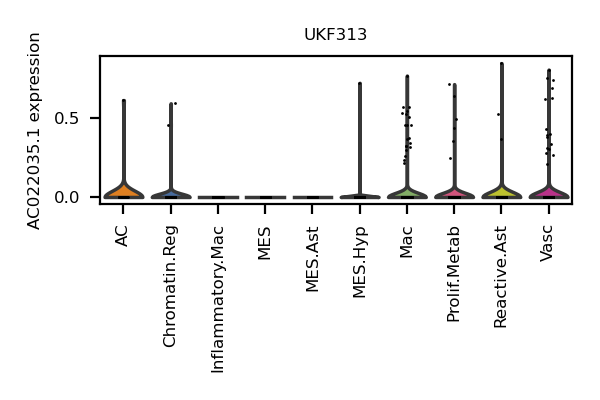 UKF313
AC022035.1 expression
0.5
0.0
AC
Chromatin.Reg
Inflammatory.Mac
MES
MES.Ast
MES.Hyp
Mac
Prolif.Metab
Reactive.Ast
Vasc